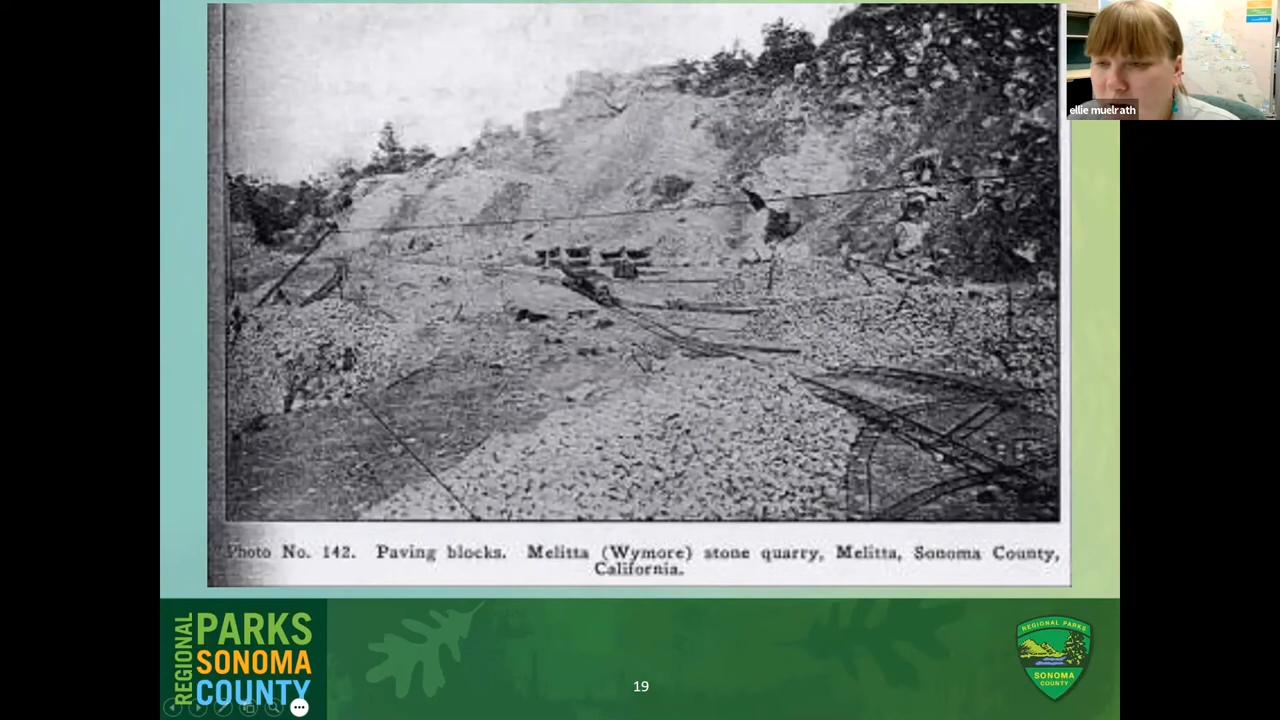 ellie muelrath
Photo No. 142. Paving blocks. Melitta (Wymore) stone quarry, Melitta, Sonoma County,
California.
REGIONAL
PARKS
SONOMA
COUNTY
19
REGIONAL PARKS
SONOMA
COUNTY